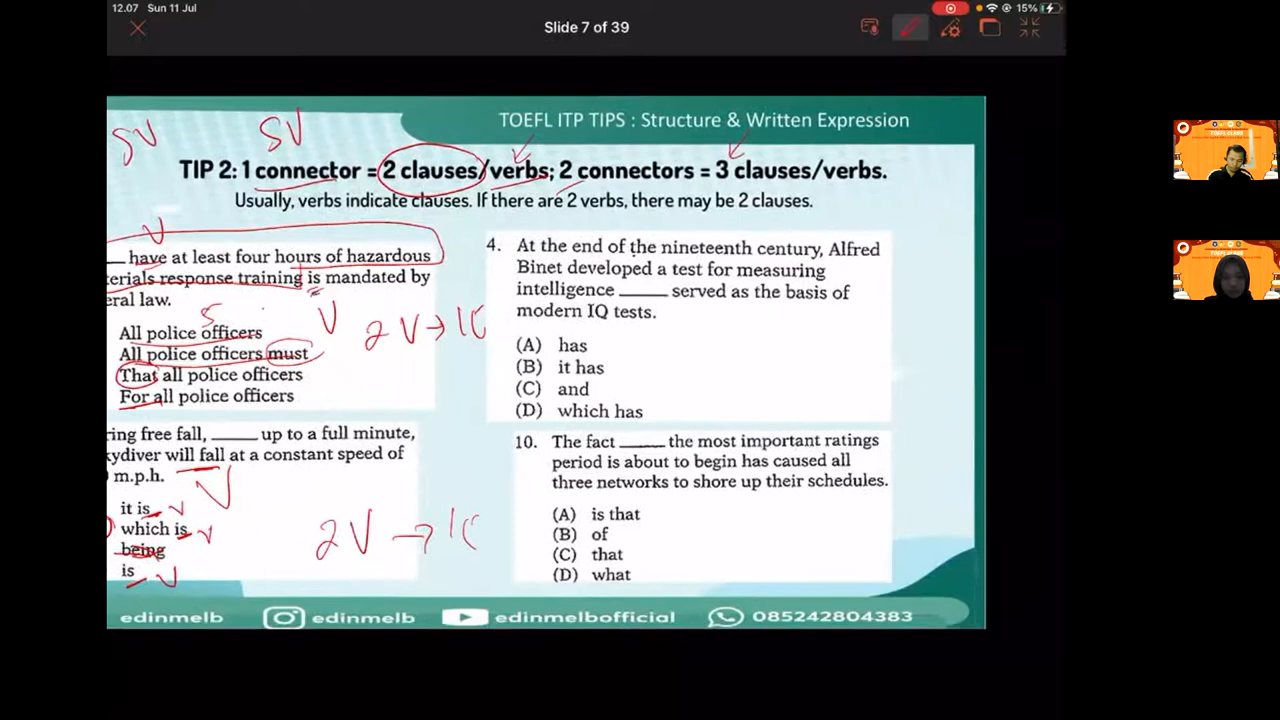 12.07 Sun 11 Jul
15%
Slide 7 of 39
TOEFL ITP TIPS : Structure & Written Expression
SV
SV
TIP 2: 1 connector = 2 clauses/verbs; 2 connectors = 3 clauses/verbs.
Usually, verbs indicate clauses. If there are 2 verbs, there may be 2 clauses.
V
____ have at least four hours of hazardous
terials response training is mandated by
eral law.
S
V
All police officers
All police officers must
That all police officers
For all police officers
2V → 1C
ring free fall, ____ up to a full minute,
kydiver will fall at a constant speed of
m.p.h.
V
it is V
which is V
being
is V
2V → 1C
4. At the end of the nineteenth century, Alfred
Binet developed a test for measuring
intelligence ____ served as the basis of
modern IQ tests.
(A) has
(B) it has
(C) and
(D) which has
10. The fact ____ the most important ratings
period is about to begin has caused all
three networks to shore up their schedules.
(A) is that
(B) of
(C) that
(D) what
edinmelb
edinmelb
edinmelbofficial
085242804383